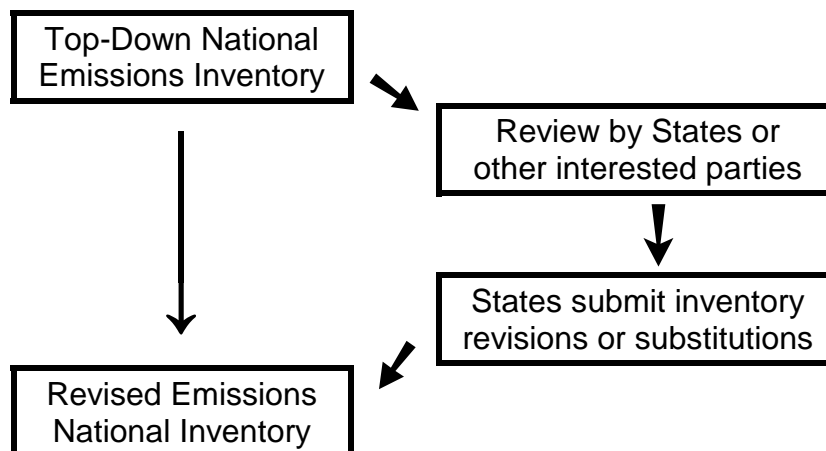 Top-Down National
Emissions Inventory
Review by States or
other interested parties
States submit inventory
revisions or substitutions
Revised Emissions
National Inventory